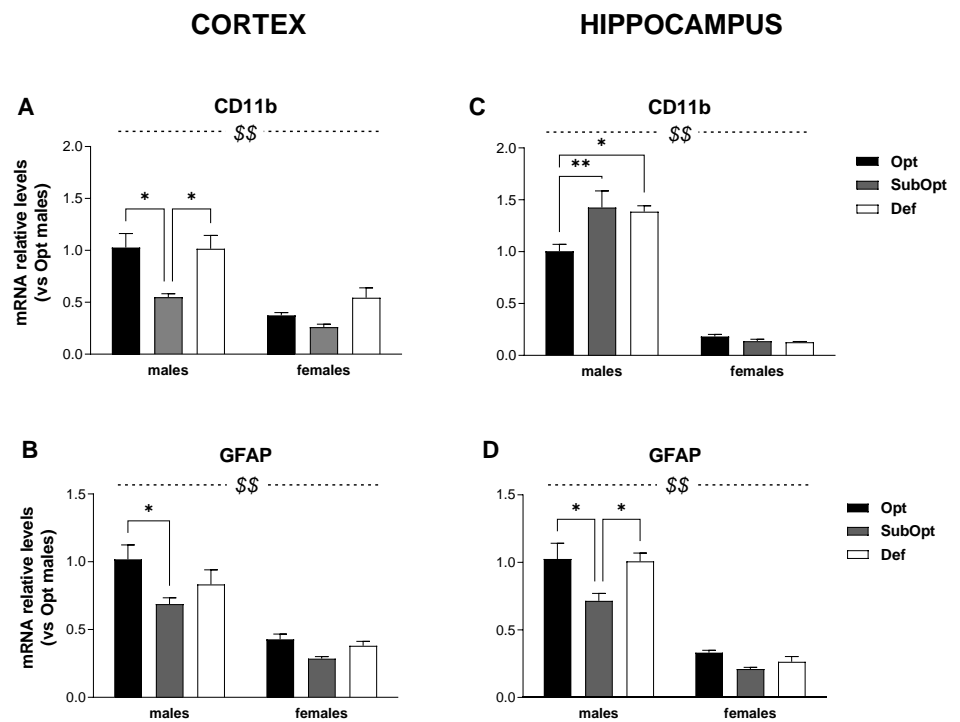 CORTEX
HIPPOCAMPUS
A
CD11b
$$
mRNA relative levels
(vs Opt males)
2.0
1.5
1.0
0.5
0.0
*
*
males
females
C
CD11b
$$
2.0
1.5
1.0
0.5
0.0
*
**
males
females
Opt
SubOpt
Def
B
GFAP
$$
mRNA relative levels
(vs Opt males)
1.5
1.0
0.5
0.0
*
males
females
D
GFAP
$$
1.5
1.0
0.5
0.0
*
*
males
females
Opt
SubOpt
Def